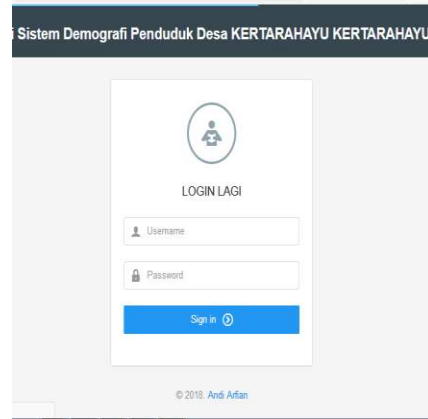 i Sistem Demografi Penduduk Desa KERTARAHAYU KERTARAHAYU
LOGIN LAGI
Username
Password
Sign in
© 2018. Andi Arfian